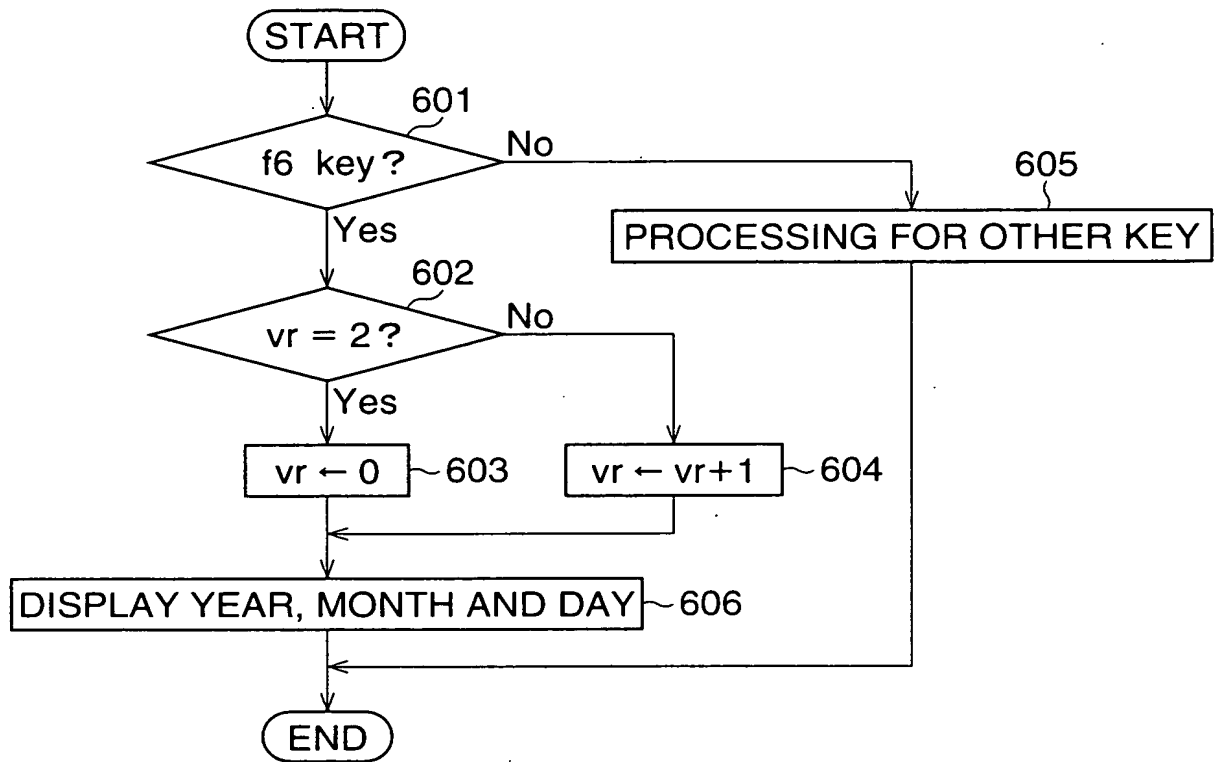 START
601
f6 key?
No
605
Yes
PROCESSING FOR OTHER KEY
602
vr = 2?
No
Yes
vr ← 0
603
vr ← vr+1
604
DISPLAY YEAR, MONTH AND DAY
606
END